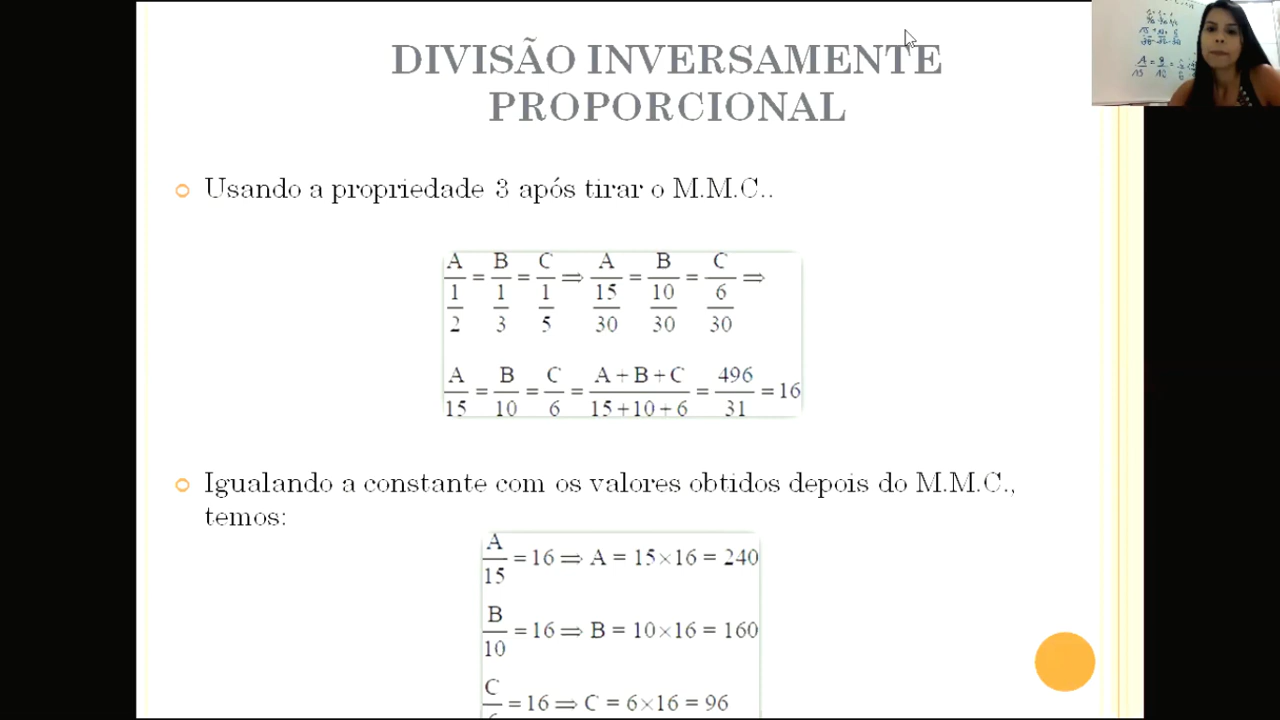 DIVISÃO INVERSAMENTE
PROPORCIONAL
Usando a propriedade 3 após tirar o M.M.C..
A/(1/2) = B/(1/3) = C/(1/5) ⇒ A/(15/30) = B/(10/30) = C/(6/30) ⇒
A/15 = B/10 = C/6 = (A + B + C)/(15 + 10 + 6) = 496/31 = 16
Igualando a constante com os valores obtidos depois do M.M.C.,
temos:
A/15 = 16 ⇒ A = 15×16 = 240
B/10 = 16 ⇒ B = 10×16 = 160
C/6 = 16 ⇒ C = 6×16 = 96